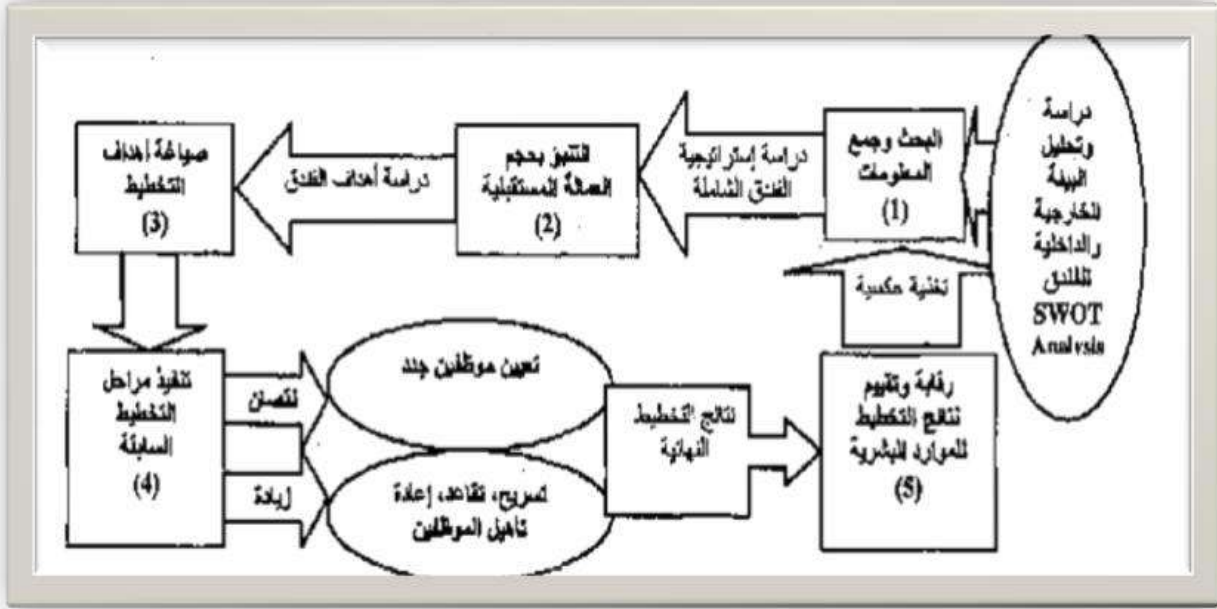 دراسة
وتحليل
البيئة
الخارجية
والداخلية
للفندق
SWOT
Analysis
البحث وجمع
المعلومات
(1)
دراسة إستراتيجية
الفندق الشاملة
التنبؤ بحجم
العمالة المستقبلية
(2)
دراسة أهداف الفندق
صياغة أهداف
التخطيط
(3)
تنفيذ مراحل
التخطيط
السابقة
(4)
نقصان
تعيين موظفين جدد
زيادة
تسريح، تقاعد، إعادة
تأهيل الموظفين
نتائج التخطيط
النهائية
رقابة وتقييم
نتائج التخطيط
للموارد البشرية
(5)
تغذية عكسية